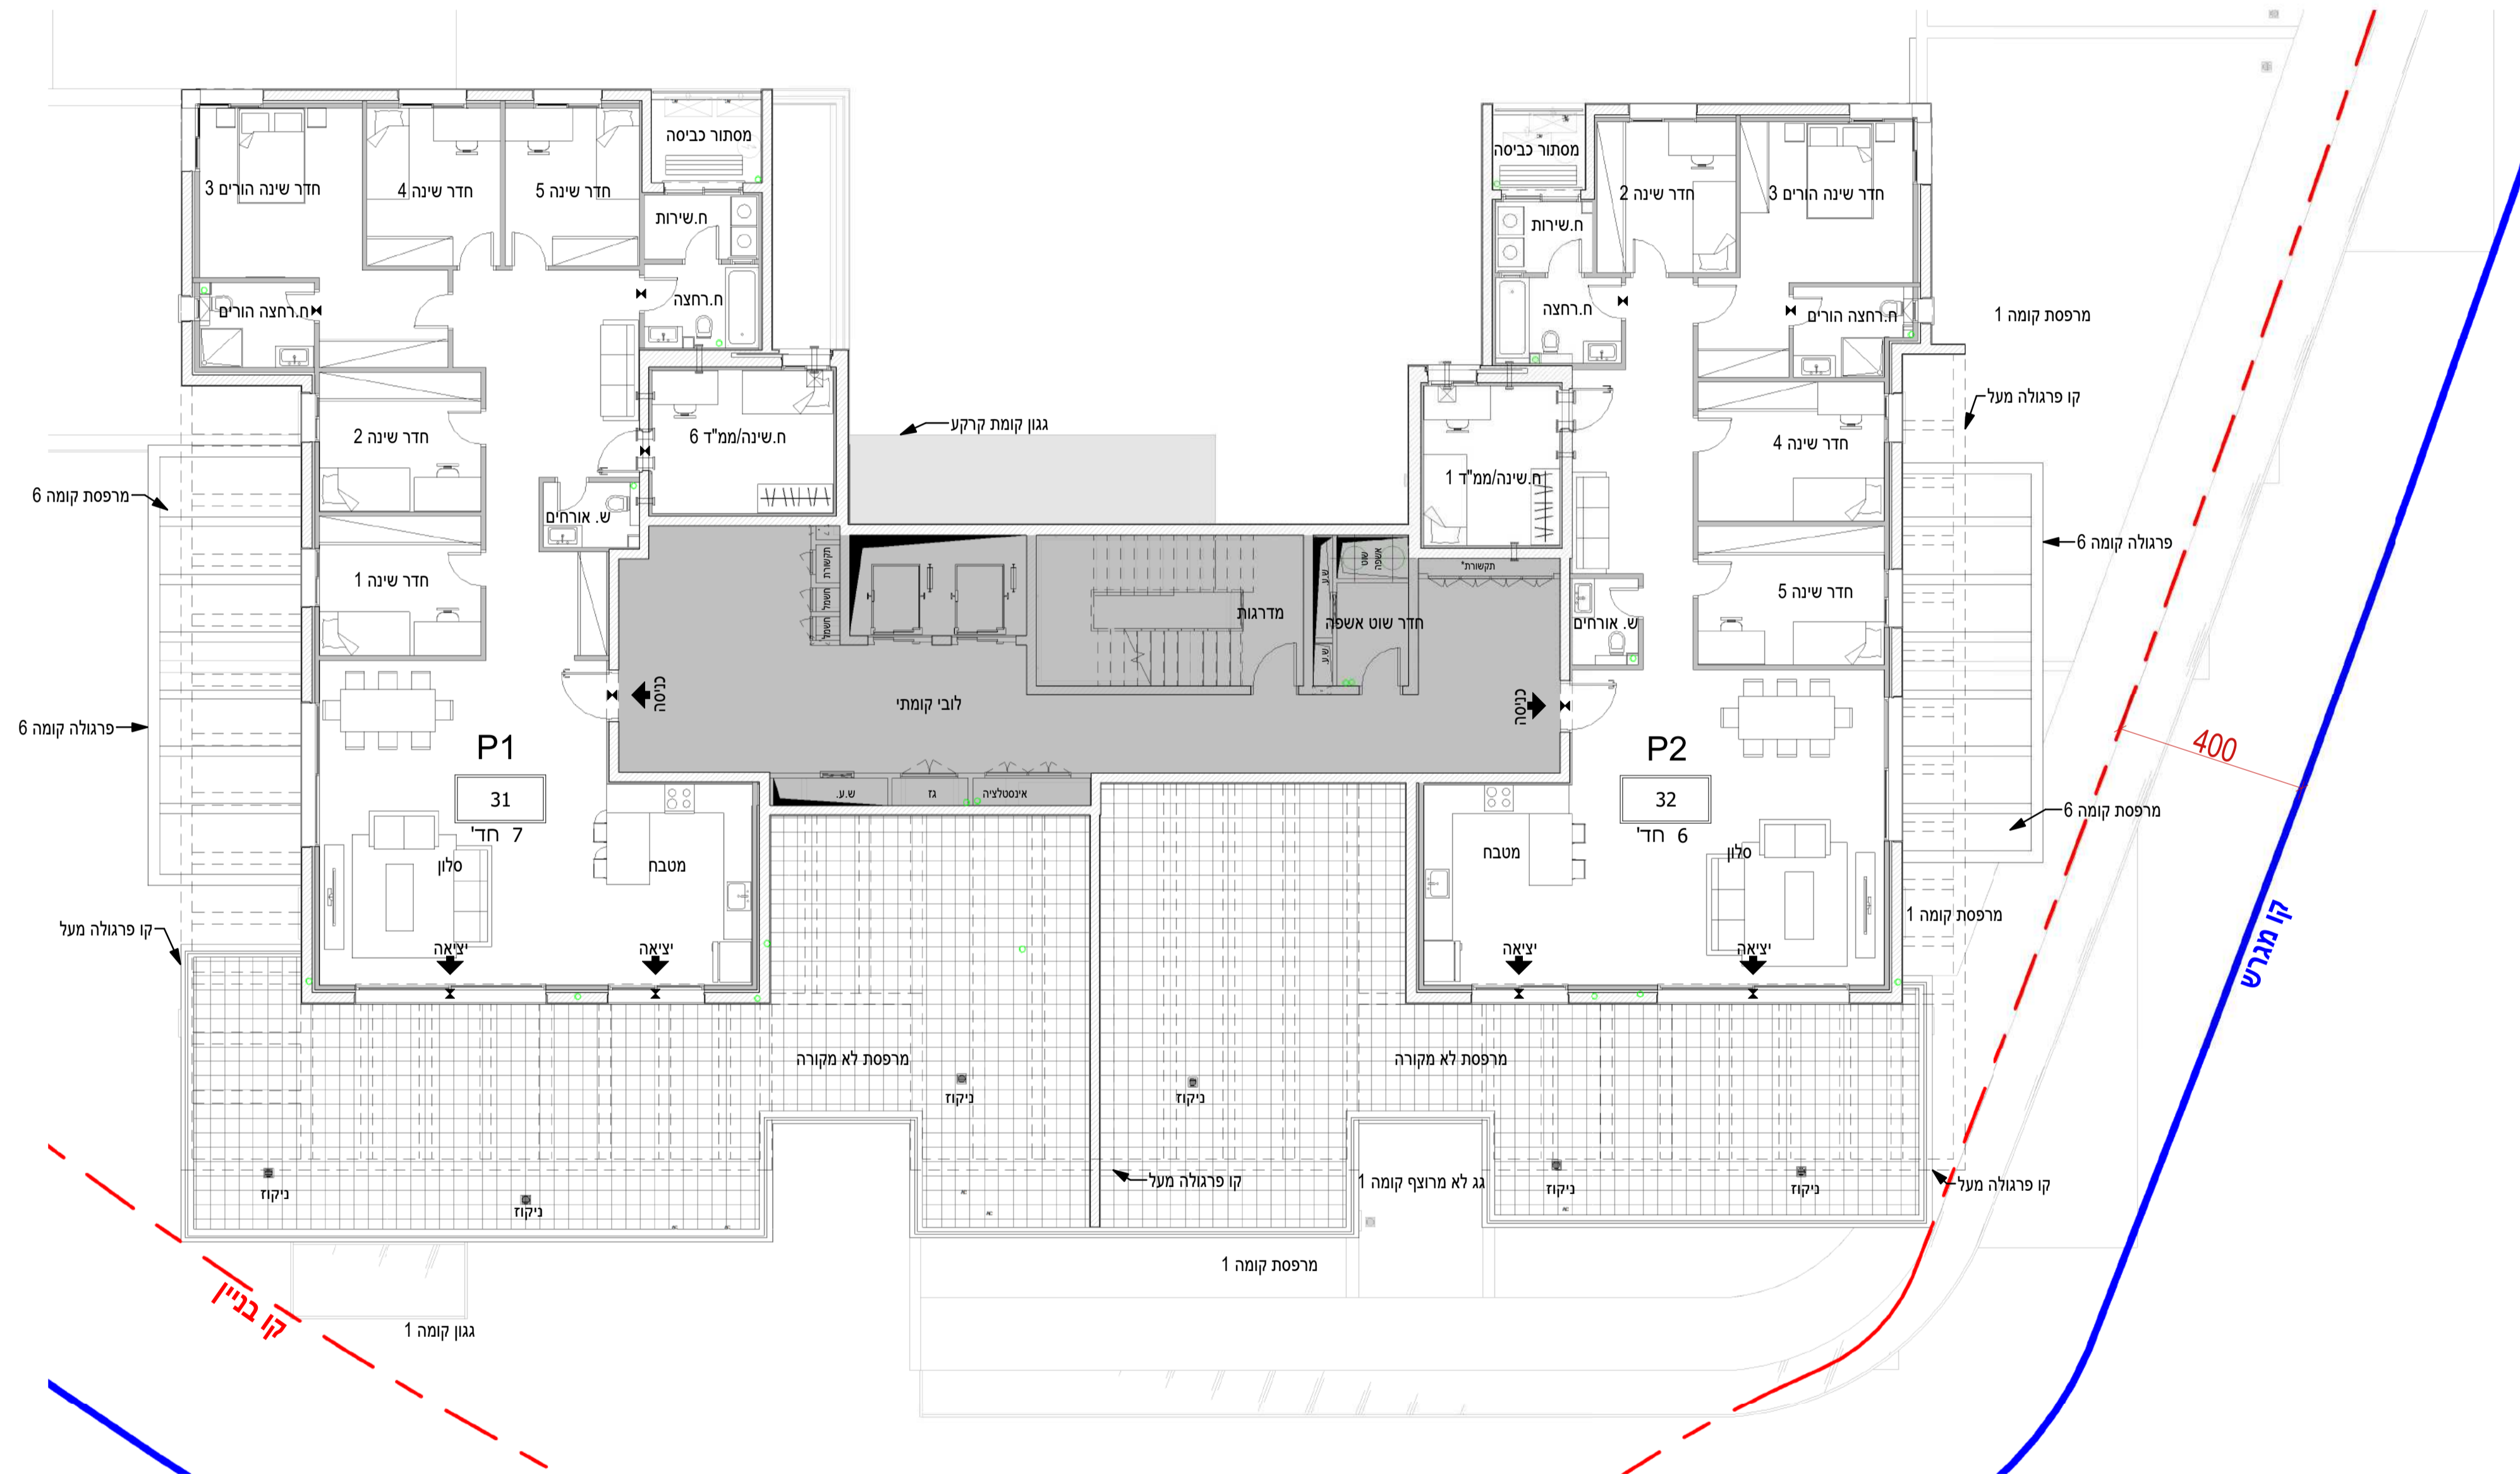 מסתור כביסה
מסתור כביסה
חדר שינה הורים 3
חדר שינה 4
חדר שינה 5
ח.שירות
ח.שירות
חדר שינה 2
חדר שינה הורים 3
ח.רחצה הורים
ח.רחצה
ח.רחצה
ח.רחצה הורים
מרפסת קומה 1
קו פרגולה מעל
גגון קומת קרקע
חדר שינה 2
ח.שינה/ממ"ד 6
ח.שינה/ממ"ד 1
חדר שינה 4
מרפסת קומה 6
ש. אורחים
פרגולה קומה 6
חדר שינה 1
תקשורת
חשמל
חשמל
ש.ע.
ש.ע.
שוט
אשפה
תקשורת*
מדרגות
חדר שוט אשפה
ש. אורחים
חדר שינה 5
כניסה
לובי קומתי
כניסה
פרגולה קומה 6
P1
31
7 חד'
P2
32
6 חד'
400
ש.ע.
גז
אינסטלציה
מרפסת קומה 6
סלון
מטבח
מטבח
סלון
קו פרגולה מעל
יציאה
יציאה
יציאה
יציאה
מרפסת קומה 1
קו מגרש
מרפסת לא מקורה
מרפסת לא מקורה
ניקוז
ניקוז
ניקוז
ניקוז
קו פרגולה מעל
גג לא מרוצף קומה 1
ניקוז
ניקוז
קו פרגולה מעל
מרפסת קומה 1
קו בניין
גגון קומה 1